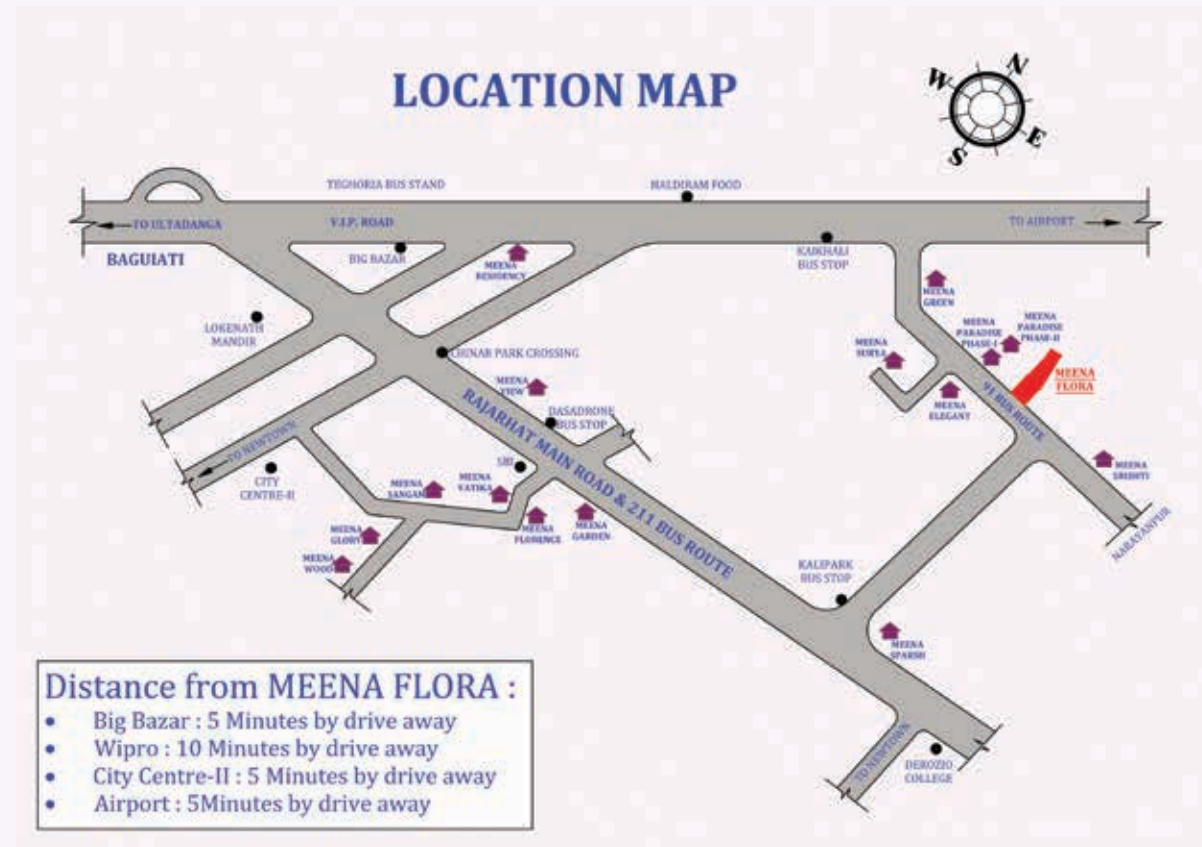 LOCATION MAP
N
W
E
S
TEGHORIA BUS STAND
HALDIRAM FOOD
TO ULTADANGA
V.I.P. ROAD
TO AIRPORT
BAGUIATI
BIG BAZAR
MEENA
RESIDENCY
KAIKHALI
BUS STOP
MEENA
GREEN
LOKENATH
MANDIR
CHINAR PARK CROSSING
MEENA
SURYA
MEENA
PARADISE
PHASE-I
MEENA
PARADISE
PHASE-II
MEENA
FLORA
MEENA
VIEW
MEENA
ELEGANT
91 BUS ROUTE
DASADRONE
BUS STOP
RAJARHAT MAIN ROAD & 211 BUS ROUTE
TO NEWTOWN
CITY
CENTRE-II
SBI
MEENA
SANGAM
MEENA
VATIKA
MEENA
SRISHTI
MEENA
GLORY
MEENA
FLORENCE
MEENA
GARDEN
MEENA
WOOD
NARAYANPUR
KALIPARK
BUS STOP
MEENA
SPARSH
TO NEWTOWN
DEROZIO
COLLEGE
Distance from MEENA FLORA :
• Big Bazar : 5 Minutes by drive away
• Wipro : 10 Minutes by drive away
• City Centre-II : 5 Minutes by drive away
• Airport : 5Minutes by drive away